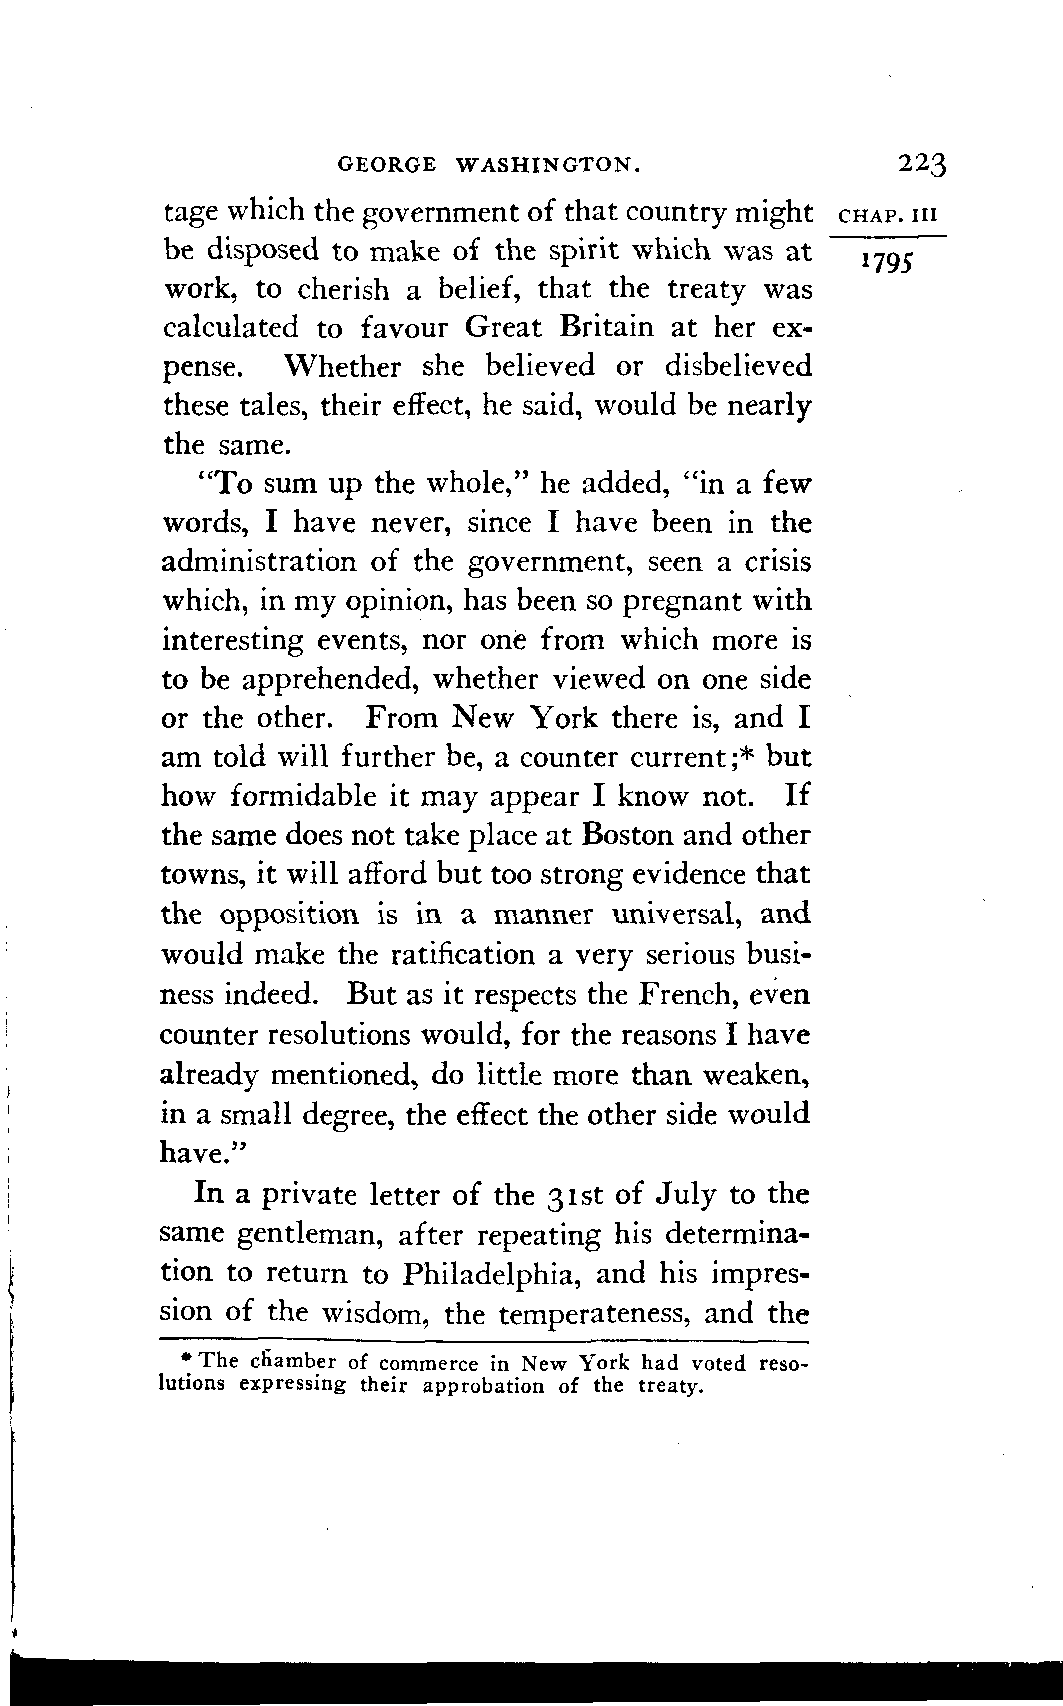 GEORGE WASHINGTON. 223
tage which the government of that country might
CHAP. III
be disposed to make of the spirit which was at
1795
work, to cherish a belief, that the treaty was
calculated to favour Great Britain at her ex-
pense. Whether she believed or disbelieved
these tales, their effect, he said, would be nearly
the same.
"To sum up the whole," he added, "in a few
words, I have never, since I have been in the
administration of the government, seen a crisis
which, in my opinion, has been so pregnant with
interesting events, nor one from which more is
to be apprehended, whether viewed on one side
or the other. From New York there is, and I
am told will further be, a counter current;* but
how formidable it may appear I know not. If
the same does not take place at Boston and other
towns, it will afford but too strong evidence that
the opposition is in a manner universal, and
would make the ratification a very serious busi-
ness indeed. But as it respects the French, even
counter resolutions would, for the reasons I have
already mentioned, do little more than weaken,
in a small degree, the effect the other side would
have."
In a private letter of the 31st of July to the
same gentleman, after repeating his determina-
tion to return to Philadelphia, and his impres-
sion of the wisdom, the temperateness, and the
* The chamber of commerce in New York had voted reso-
lutions expressing their approbation of the treaty.